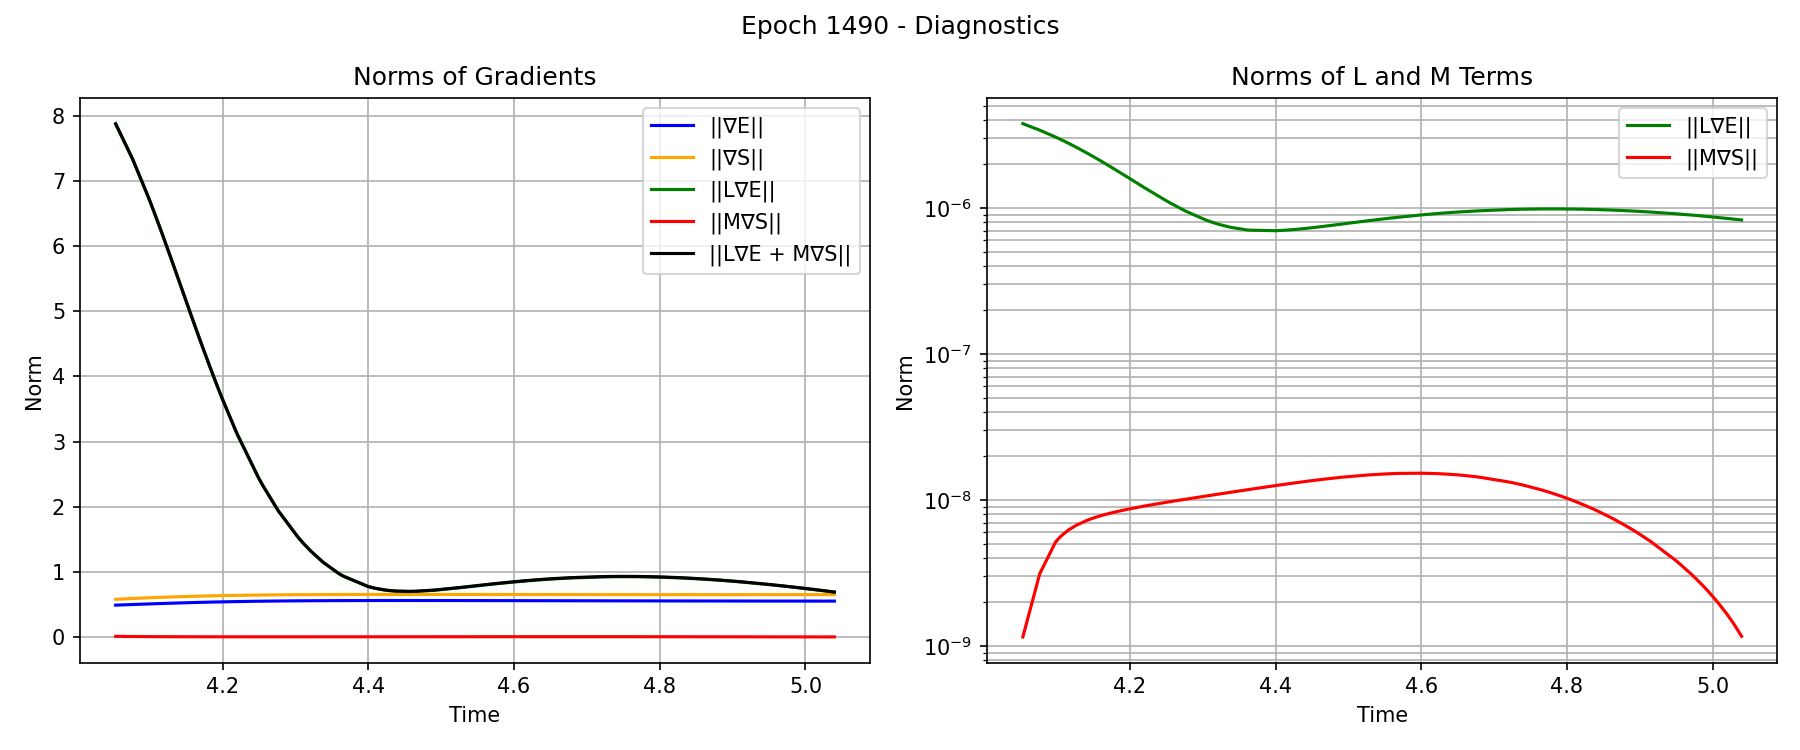 Epoch 1490 - Diagnostics
Norms of Gradients
Norm
8
7
6
5
4
3
2
1
0
||∇E||
||∇S||
||L∇E||
||M∇S||
||L∇E + M∇S||
4.2
4.4
4.6
4.8
5.0
Time
Norms of L and M Terms
Norm
10⁻⁶
10⁻⁷
10⁻⁸
10⁻⁹
||L∇E||
||M∇S||
4.2
4.4
4.6
4.8
5.0
Time